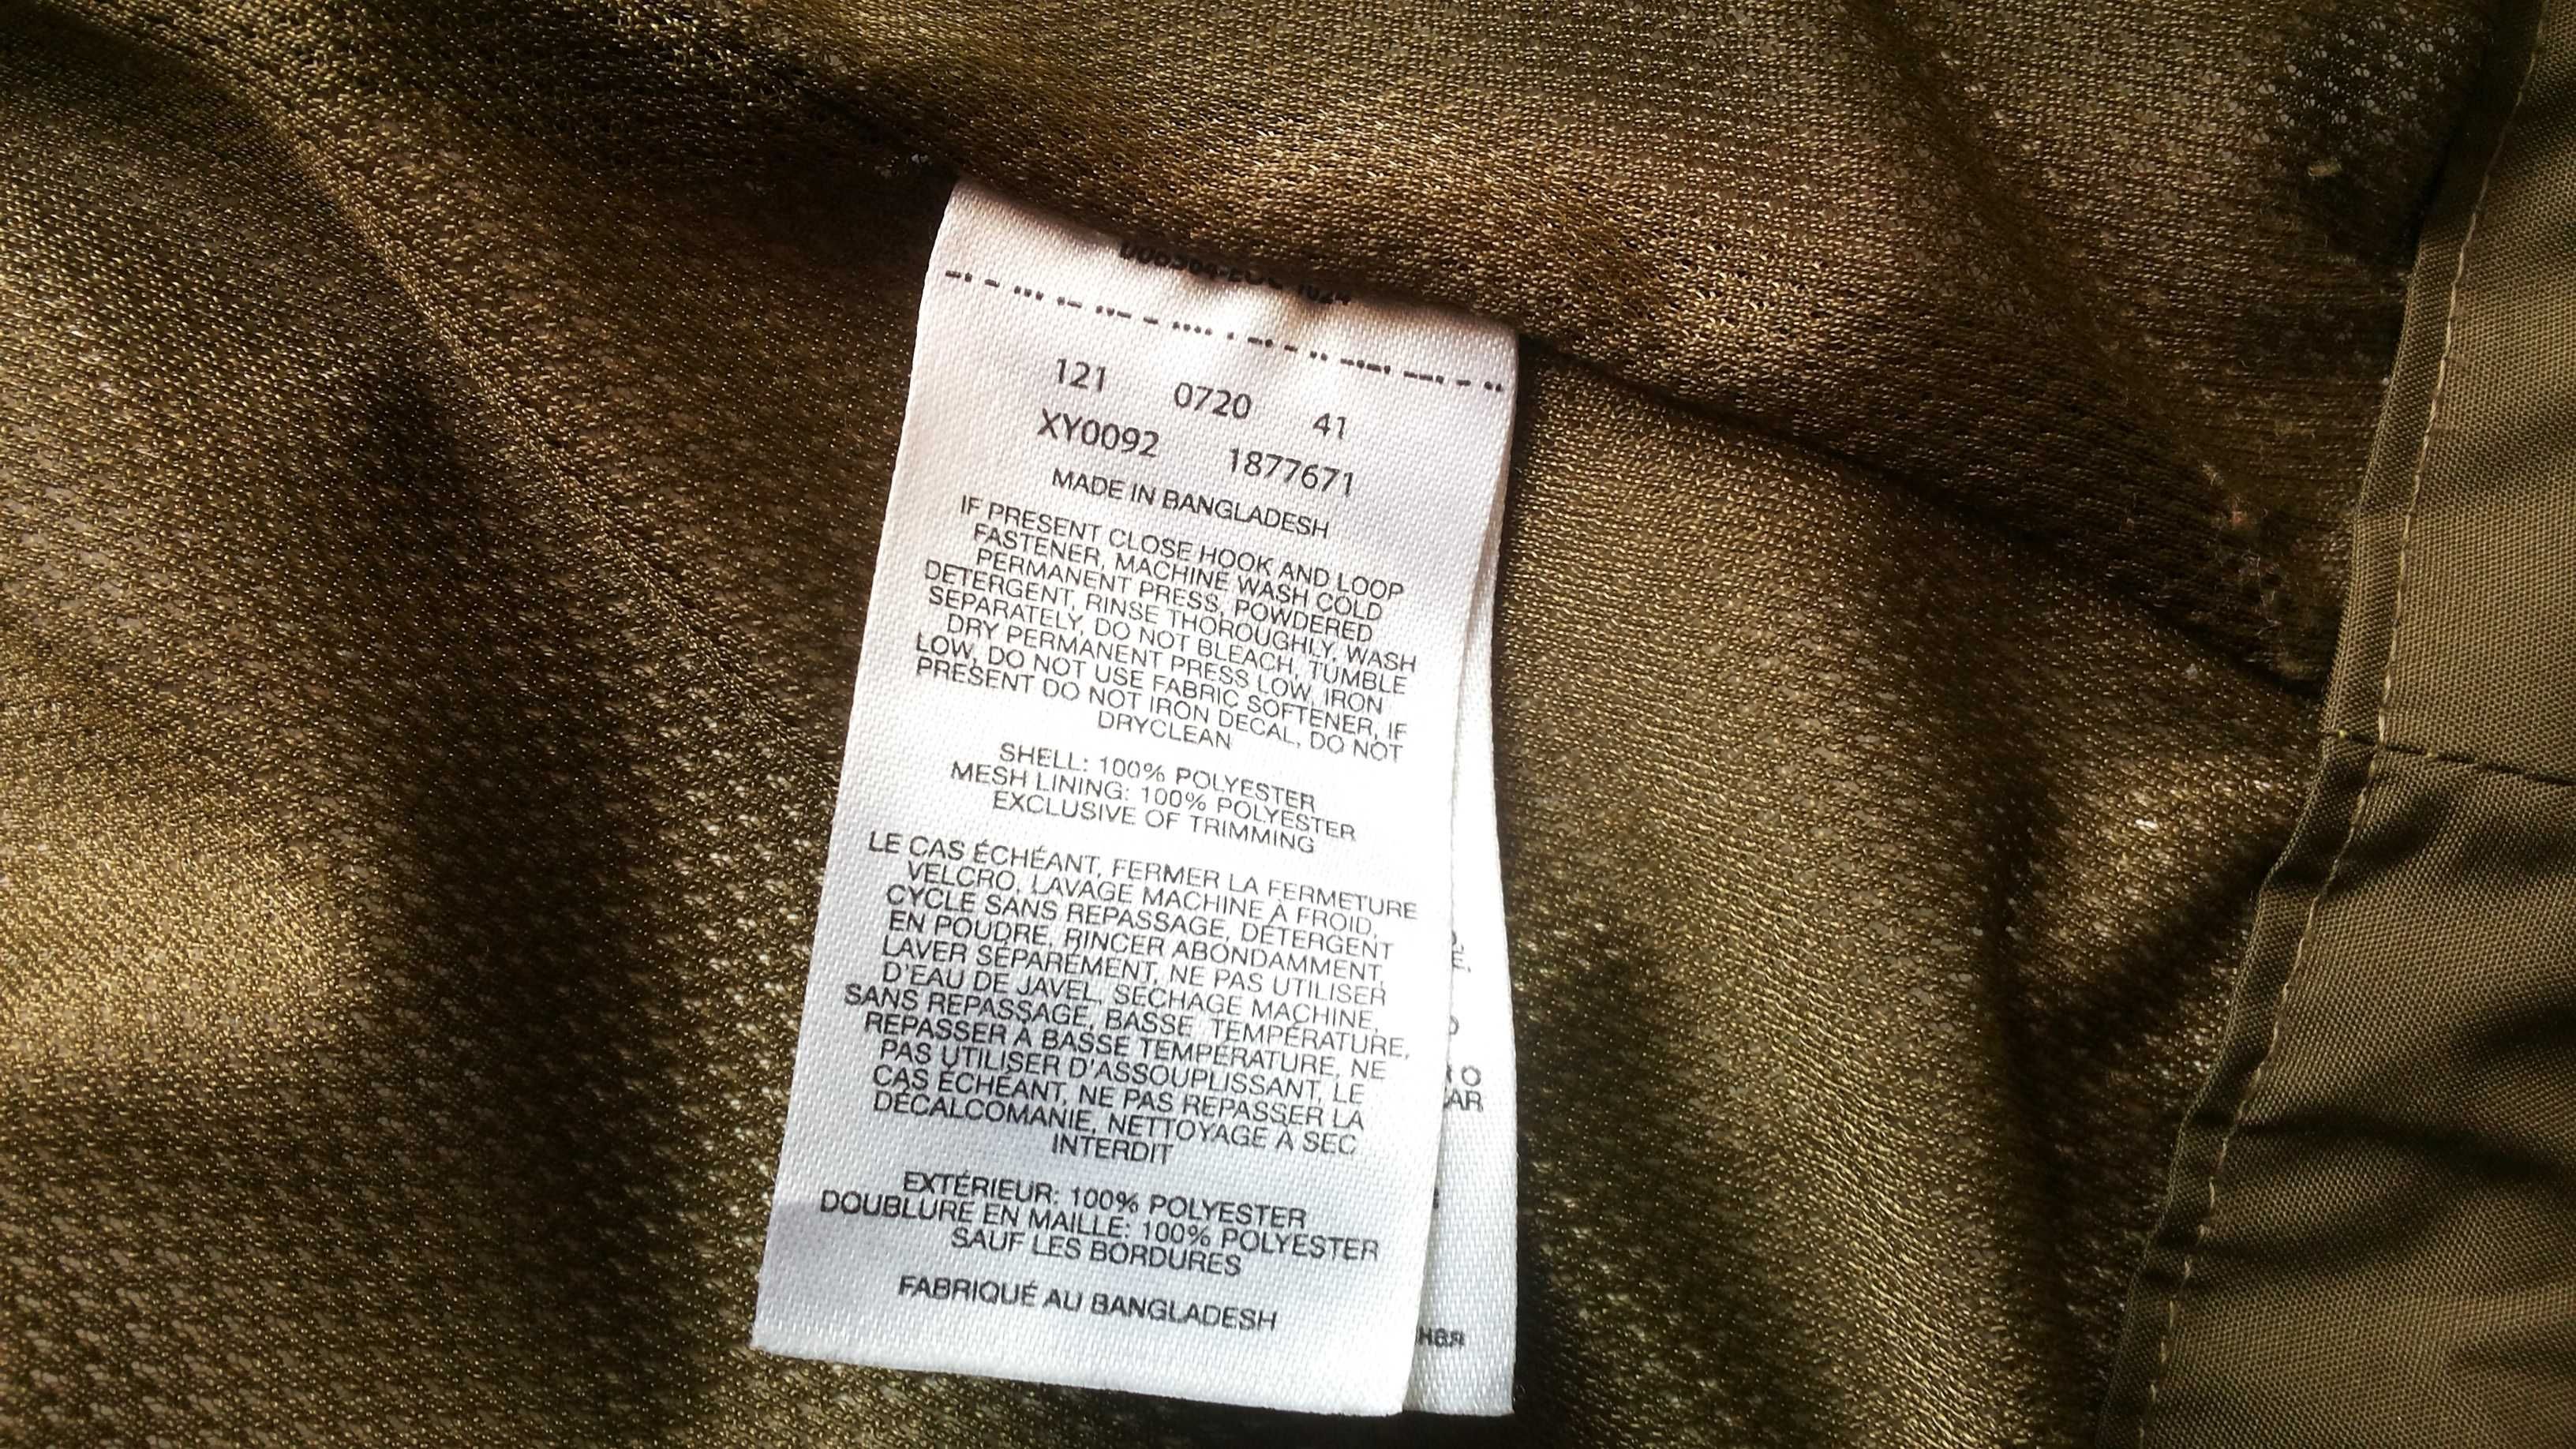 121 0720 41
XY0092 1877671
MADE IN BANGLADESH
IF PRESENT CLOSE HOOK AND LOOP
FASTENER, MACHINE WASH COLD
PERMANENT PRESS, POWDERED
DETERGENT, RINSE THOROUGHLY, WASH
SEPARATELY, DO NOT BLEACH, TUMBLE
DRY PERMANENT PRESS LOW, IRON
LOW, DO NOT USE FABRIC SOFTENER, IF
PRESENT DO NOT IRON DECAL, DO NOT
DRYCLEAN
SHELL: 100% POLYESTER
MESH LINING: 100% POLYESTER
EXCLUSIVE OF TRIMMING
LE CAS ÉCHÉANT, FERMER LA FERMETURE
VELCRO, LAVAGE MACHINE À FROID,
CYCLE SANS REPASSAGE, DÉTERGENT
EN POUDRE, RINCER ABONDAMMENT,
LAVER SÉPARÉMENT, NE PAS UTILISER
D'EAU DE JAVEL, SÉCHAGE MACHINE,
SANS REPASSAGE, BASSE TEMPÉRATURE,
REPASSER À BASSE TEMPÉRATURE, NE
PAS UTILISER D'ASSOUPLISSANT, LE
CAS ÉCHÉANT, NE PAS REPASSER LA
DÉCALCOMANIE, NETTOYAGE À SEC
INTERDIT
EXTÉRIEUR: 100% POLYESTER
DOUBLURE EN MAILLE: 100% POLYESTER
SAUF LES BORDURES
FABRIQUÉ AU BANGLADESH